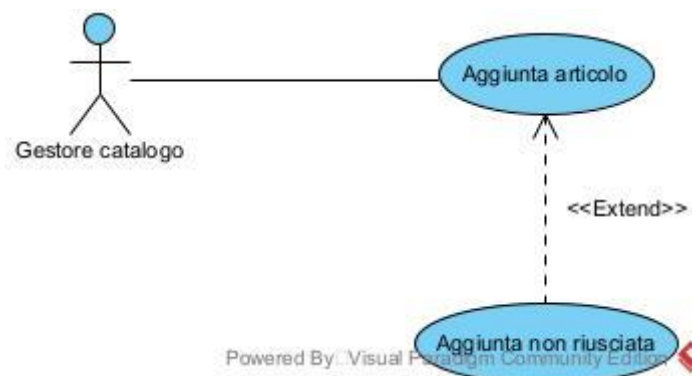 Aggiunta articolo
Gestore catalogo
<<Extend>>
Aggiunta non riusciata
Powered By Visual Paradigm Community Edition